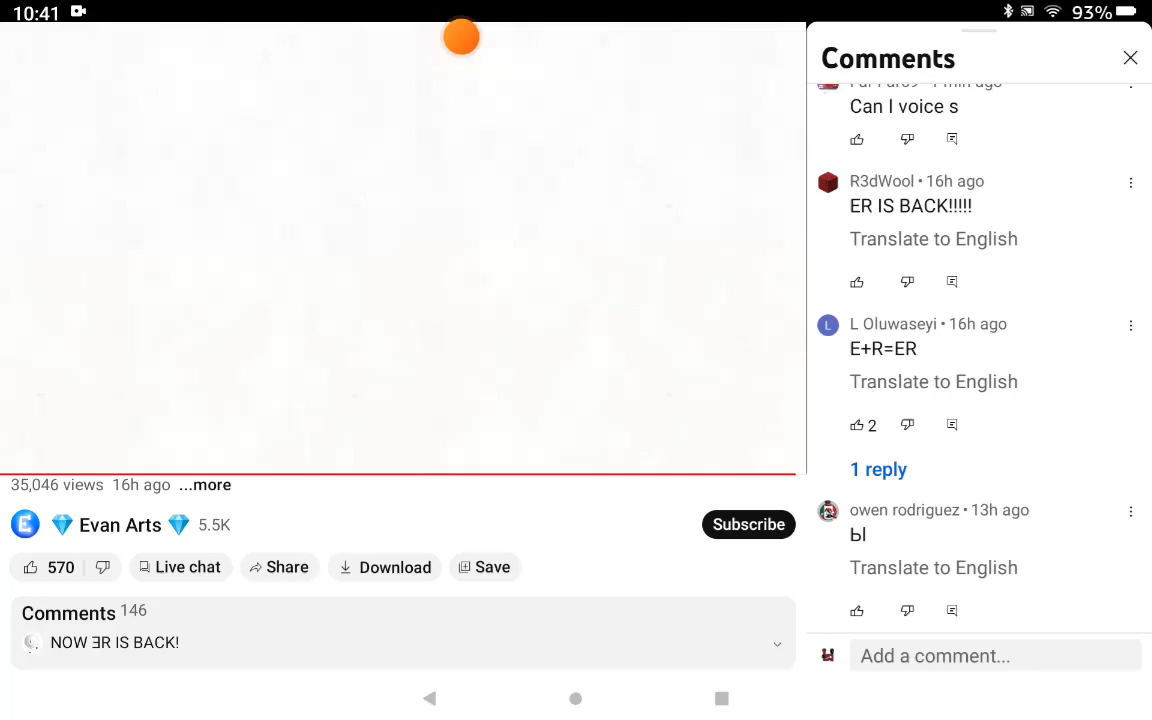 10:41
93%
Comments
Can I voice s
R3dWool • 16h ago
ER IS BACK!!!!!
Translate to English
L
L Oluwaseyi • 16h ago
E+R=ER
Translate to English
2
1 reply
owen rodriguez • 13h ago
Ы
Translate to English
Add a comment...
35,046 views 16h ago ...more
E
💎 Evan Arts 💎 5.5K
Subscribe
570
Live chat
Share
Download
Save
Comments 146
NOW ƎR IS BACK!